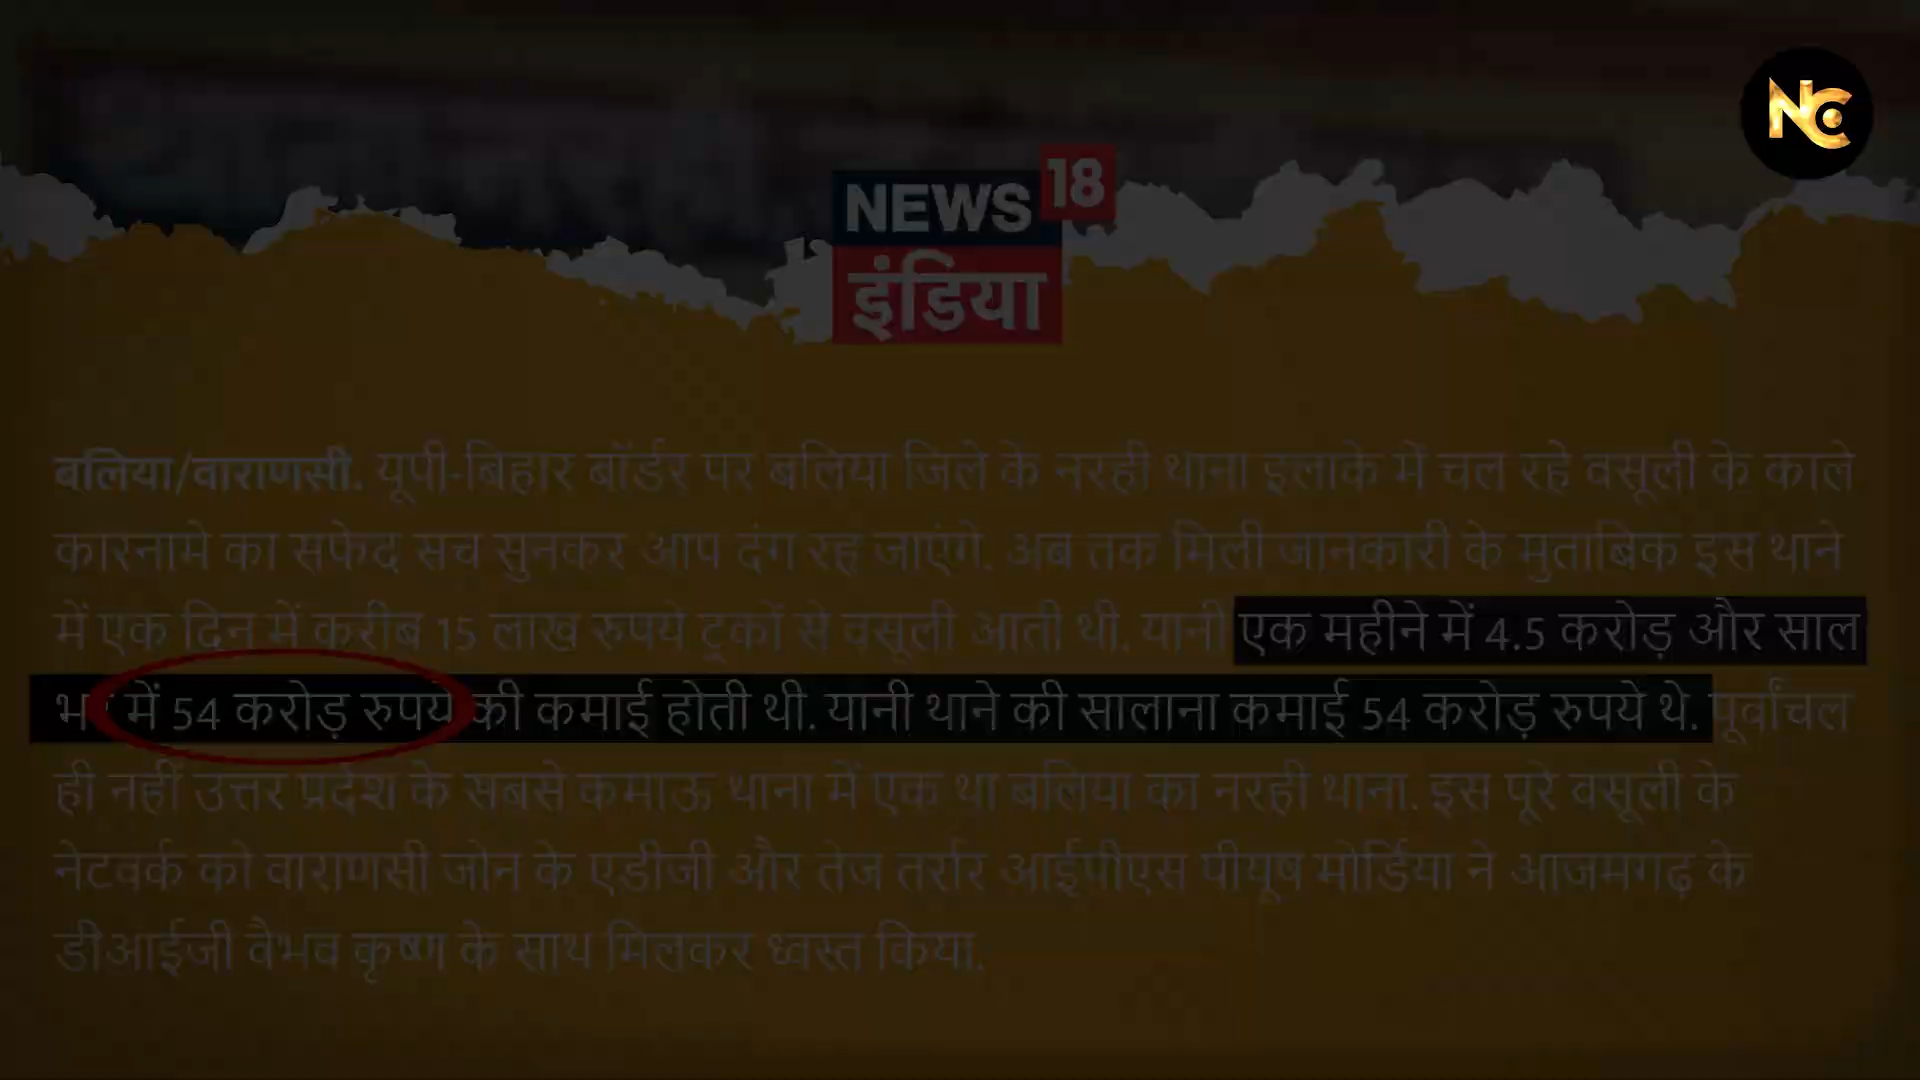 NC
NEWS 18
इंडिया
बलिया/वाराणसी. यूपी-बिहार बॉर्डर पर बलिया जिले के नरही थाना इलाके में चल रहे वसूली के काले
कारनामे का सफेद सच सुनकर आप दंग रह जाएंगे. अब तक मिली जानकारी के मुताबिक इस थाने
में एक दिन में करीब 15 लाख रुपये ट्रकों से वसूली आती थी. यानी एक महीने में 4.5 करोड़ और साल
भर में 54 करोड़ रुपये की कमाई होती थी. यानी थाने की सालाना कमाई 54 करोड़ रुपये थे. पूर्वांचल
ही नहीं उत्तर प्रदेश के सबसे कमाऊ थाना में एक था बलिया का नरही थाना. इस पूरे वसूली के
नेटवर्क को वाराणसी जोन के एडीजी और तेज तर्रार आईपीएस पीयूष मोर्डिया ने आजमगढ़ के
डीआईजी वैभव कृष्ण के साथ मिलकर ध्वस्त किया.